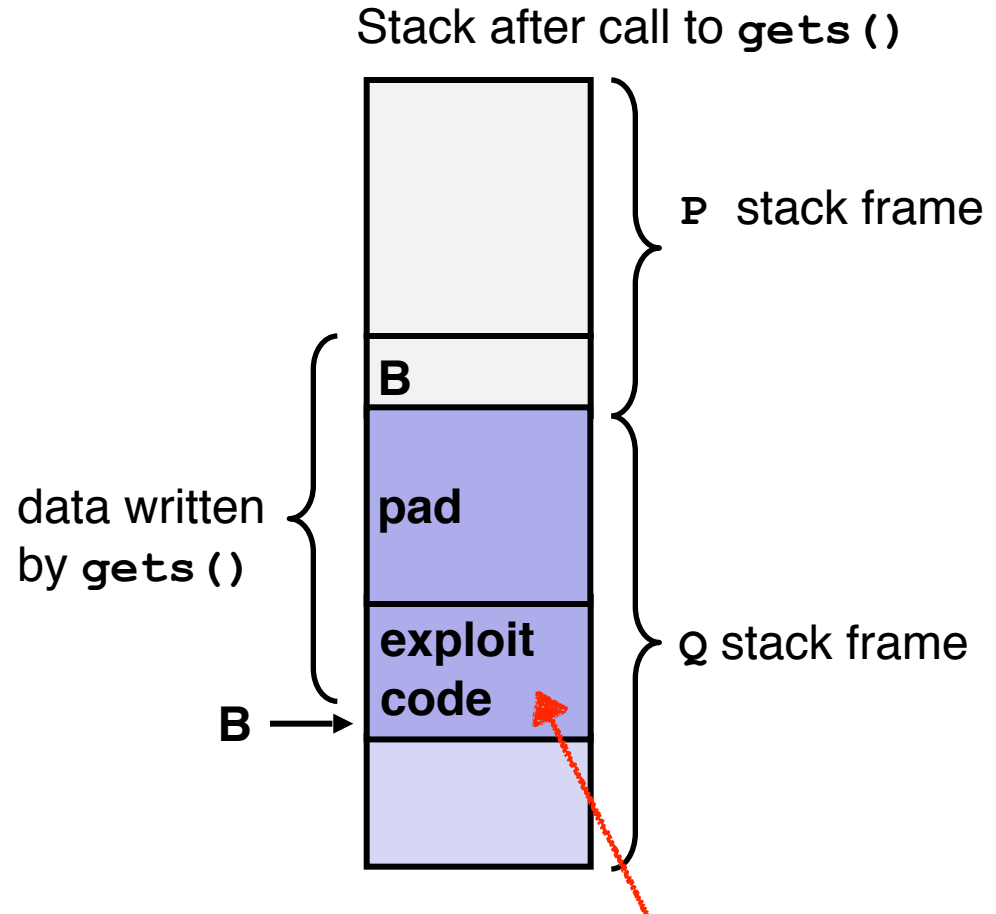 Stack after call to gets()
P stack frame
B
data written
by gets()
pad
exploit
code
Q stack frame
B